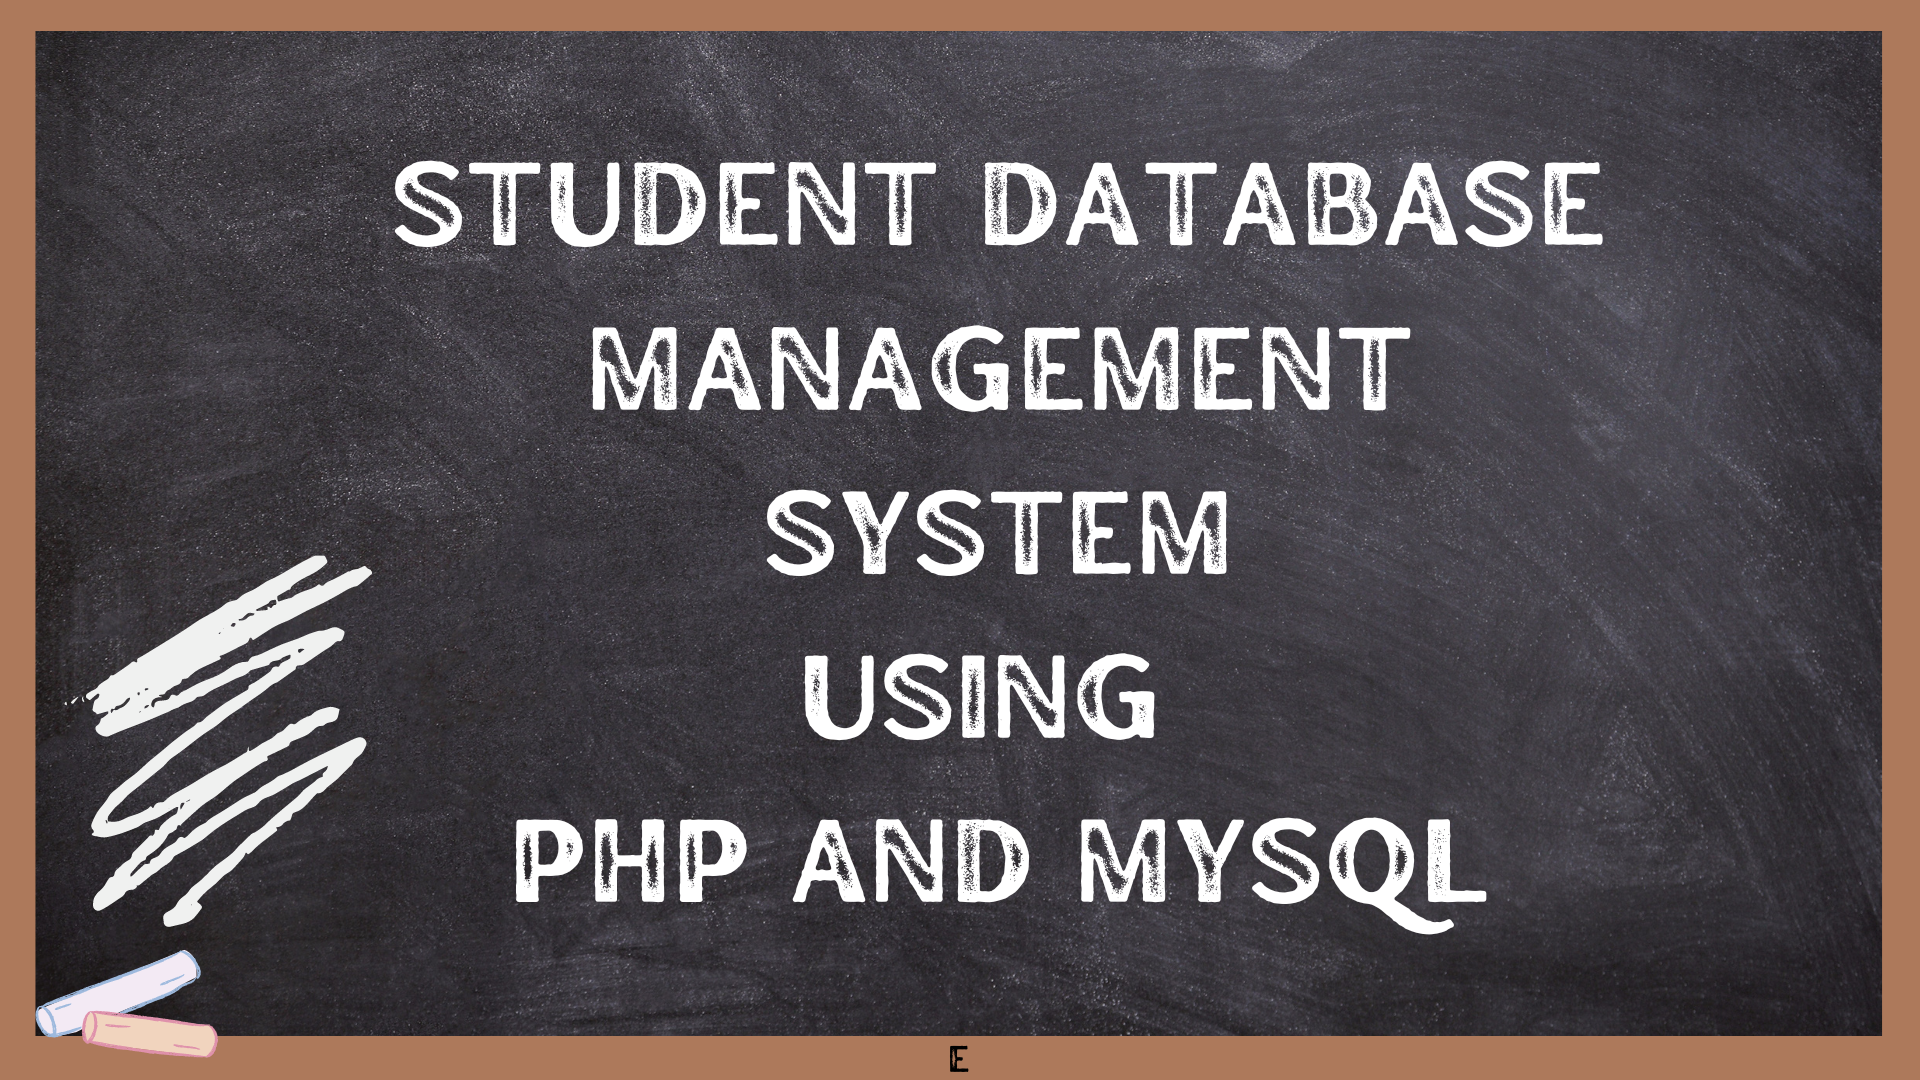 STUDENT DATABASE
MANAGEMENT
SYSTEM
USING
PHP AND MYSQL
E